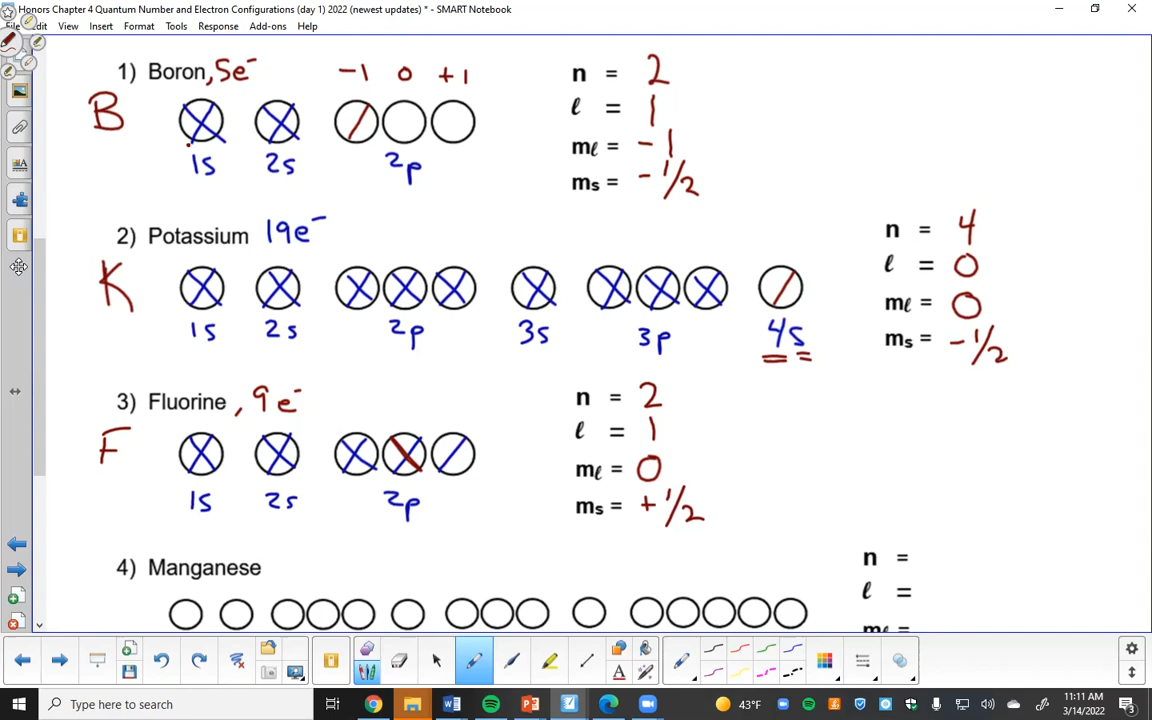 Honors Chapter 4 Quantum Number and Electron Configurations (day 1) 2022 (newest updates) * - SMART Notebook
File Edit View Insert Format Tools Response Add-ons Help
1) Boron, 5e⁻
-1 0 +1
B
1s 2s 2p
n = 2
ℓ = 1
mℓ = -1
ms = -1/2
2) Potassium 19e⁻
K
1s 2s 2p 3s 3p 4s
n = 4
ℓ = 0
mℓ = 0
ms = -1/2
3) Fluorine, 9e⁻
F
1s 2s 2p
n = 2
ℓ = 1
mℓ = 0
ms = +1/2
4) Manganese
n =
ℓ =
mℓ =
Type here to search
43°F
11:11 AM
3/14/2022
3